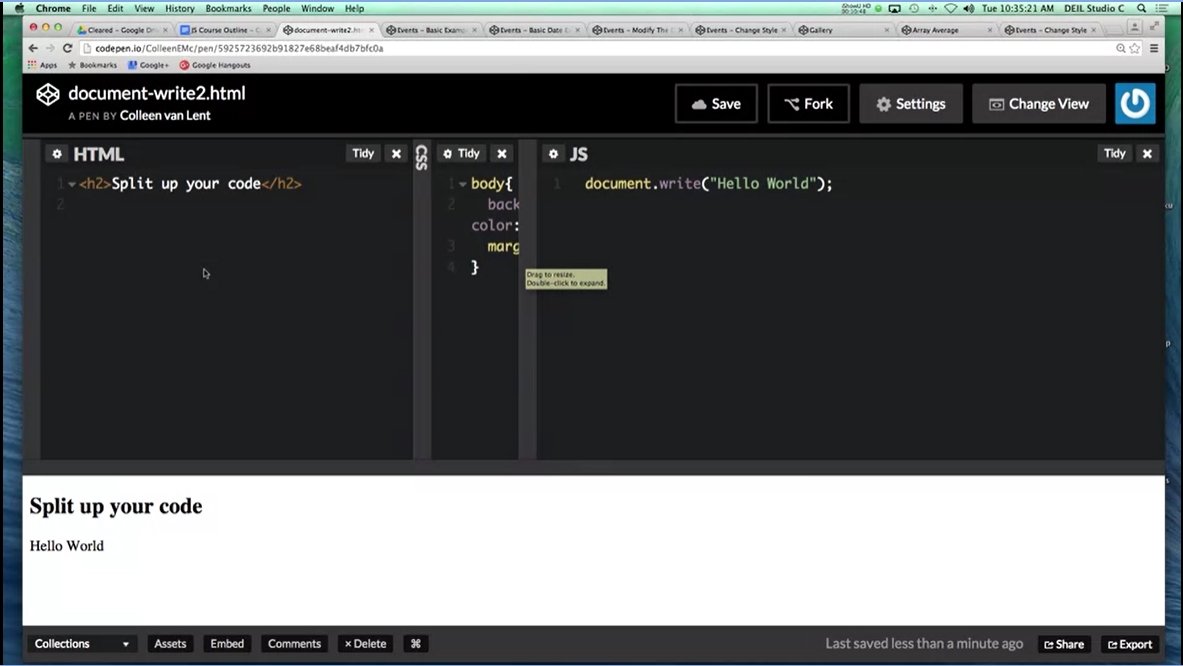 Chrome File Edit View History Bookmarks People Window Help Tue 10:35:21 AM DEIL Studio C
Cleared – Google Dri JS Course Outline – C document-write2.html Events – Basic Examp Events – Basic Date Events – Modify The Events – Change Style Gallery Events – Change Style Array Average Events – Change Style
codepen.io/ColleenEMc/pen/5925723692b91827e68beaf4db7bfc0a
Apps Bookmarks Google+ Google Hangouts
document-write2.html
A PEN BY Colleen van Lent
Save Fork Settings Change View
HTML Tidy
1 <h2>Split up your code</h2>
2
CSS Tidy
1 body{
2 back
color:
3 marg
4 }
JS Tidy
1 document.write("Hello World");
Drag to resize.
Double-click to expand.
Split up your code
Hello World
Collections Assets Embed Comments × Delete ⌘ Last saved less than a minute ago Share Export